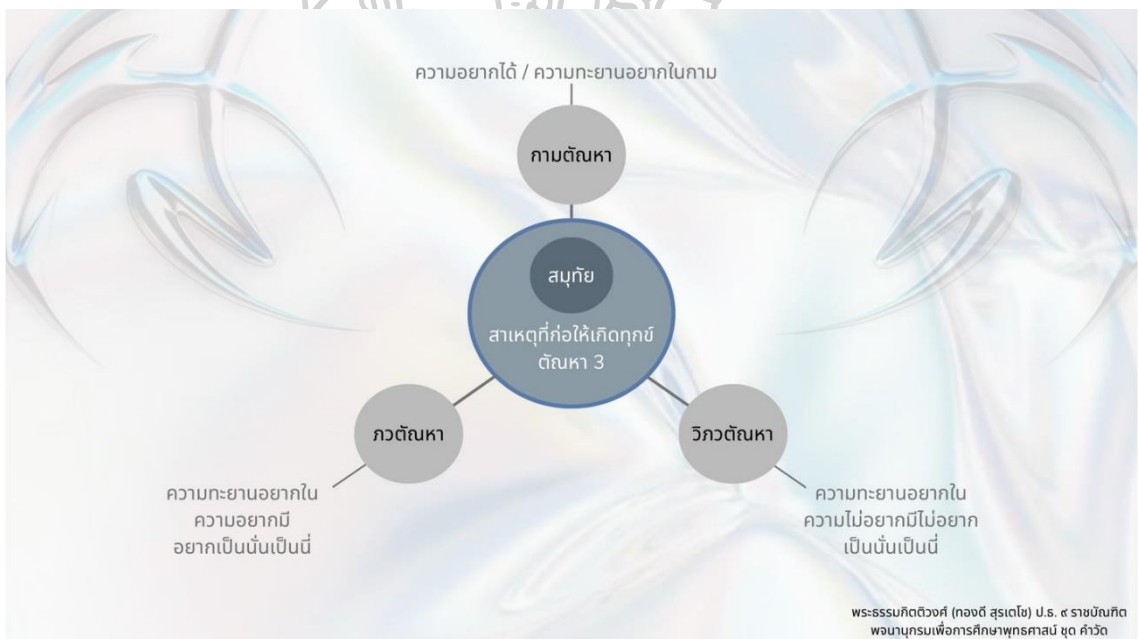 ความอยากได้ / ความทะยานอยากในกาม
กามตัณหา
สมุทัย
สาเหตุที่ก่อให้เกิดทุกข์
ตัณหา 3
ภวตัณหา
วิภวตัณหา
ความทะยานอยากใน
ความอยากมี
อยากเป็นนั่นเป็นนี่
ความทะยานอยากใน
ความไม่อยากมีไม่อยาก
เป็นนั่นเป็นนี่
พระธรรมกิตติวงศ์ (ทองดี สุรเตโช) ป.ธ. ๙ ราชบัณฑิต
พจนานุกรมเพื่อการศึกษาพุทธศาสน์ ชุด คำวัด